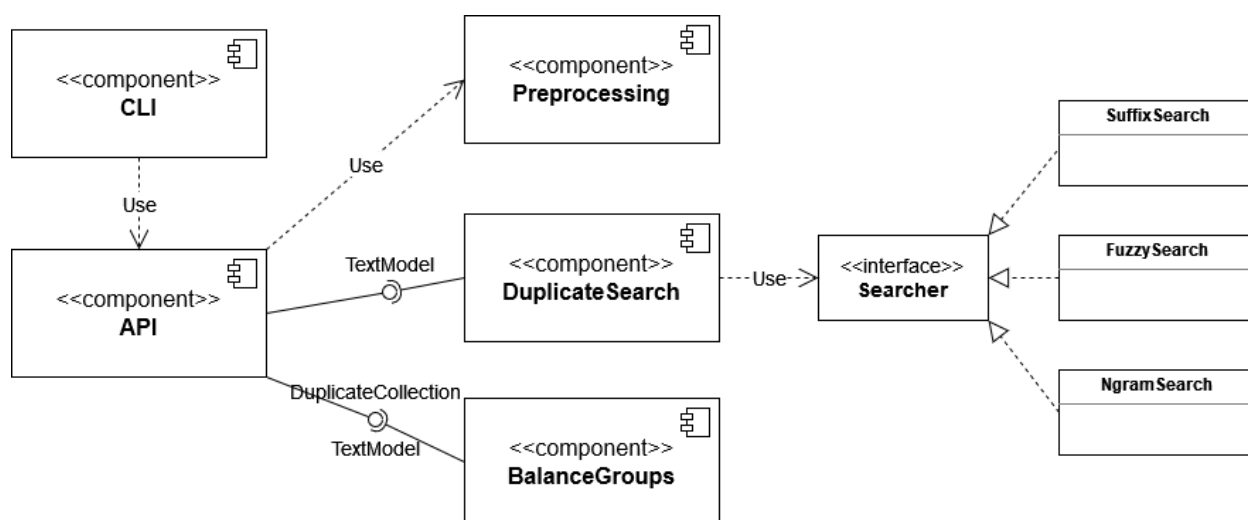 <<component>>
CLI
Use
<<component>>
API
<<component>>
Preprocessing
Use
TextModel
<<component>>
DuplicateSearch
Use
DuplicateCollection
TextModel
<<component>>
BalanceGroups
<<interface>>
Searcher
SuffixSearch
FuzzySearch
NgramSearch